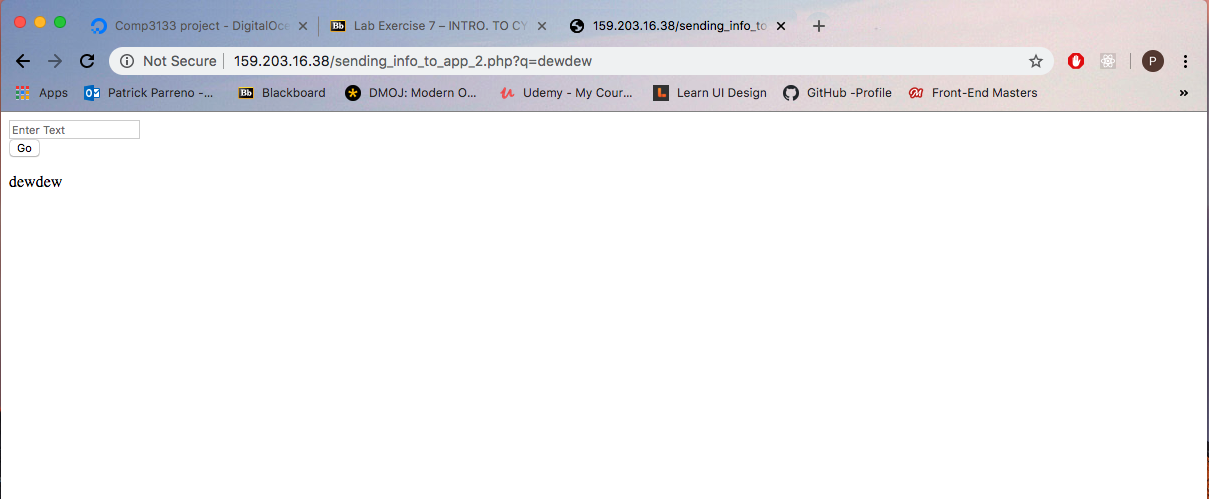 Comp3133 project - DigitalOce
Lab Exercise 7 – INTRO. TO CY
159.203.16.38/sending_info_to
Not Secure
159.203.16.38/sending_info_to_app_2.php?q=dewdew
P
Apps
Patrick Parreno -...
Bb Blackboard
DMOJ: Modern O...
Udemy - My Cour...
Learn UI Design
GitHub -Profile
Front-End Masters
»
Enter Text
Go
dewdew